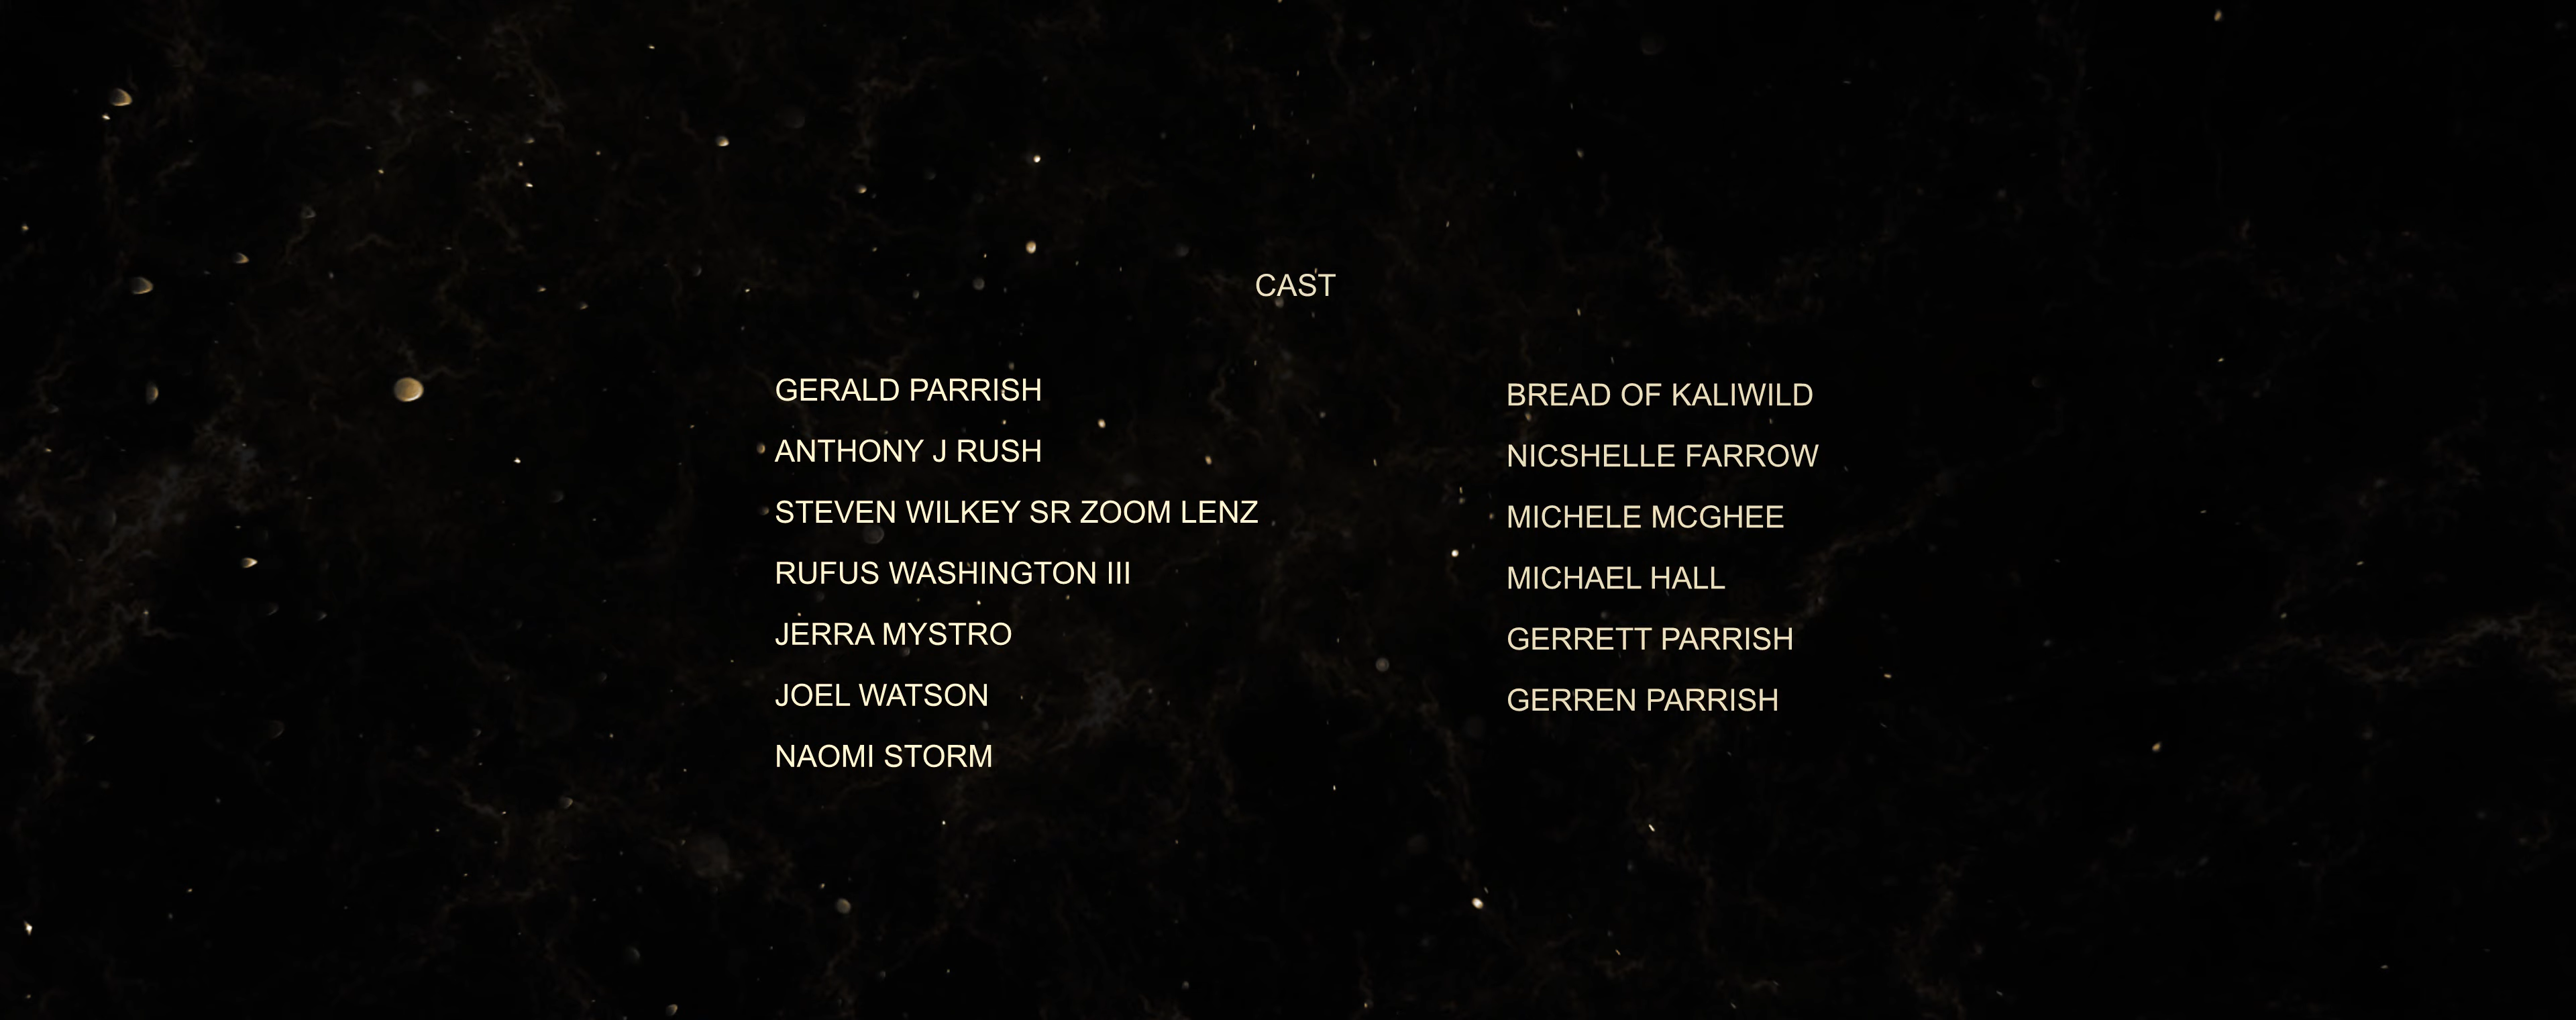 CAST
GERALD PARRISH
ANTHONY J RUSH
STEVEN WILKEY SR ZOOM LENZ
RUFUS WASHINGTON III
JERRA MYSTRO
JOEL WATSON
NAOMI STORM
BREAD OF KALIWILD
NICSHELLE FARROW
MICHELE MCGHEE
MICHAEL HALL
GERRETT PARRISH
GERREN PARRISH